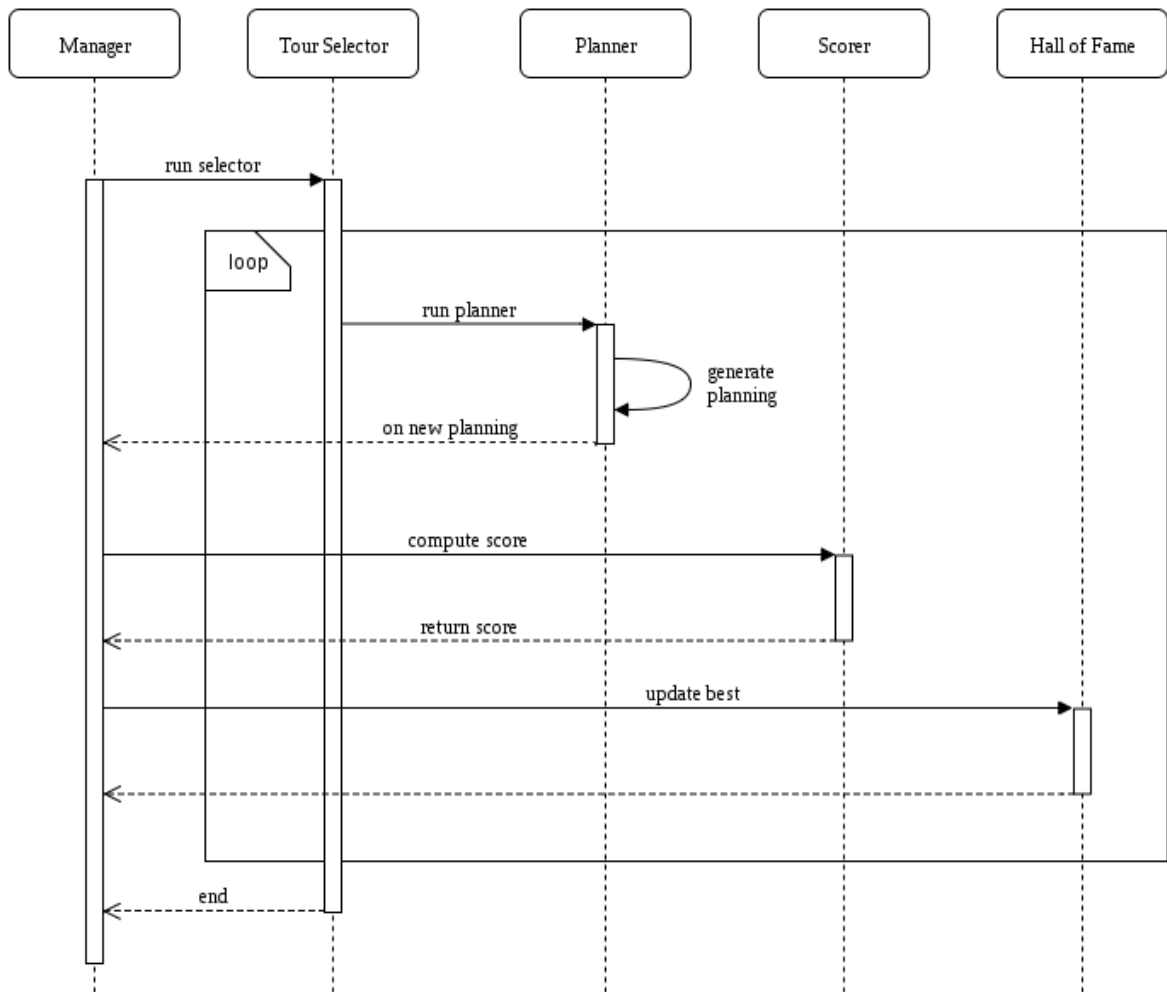 Manager
Tour Selector
Planner
Scorer
Hall of Fame
run selector
loop
run planner
generate
planning
on new planning
compute score
return score
update best
end